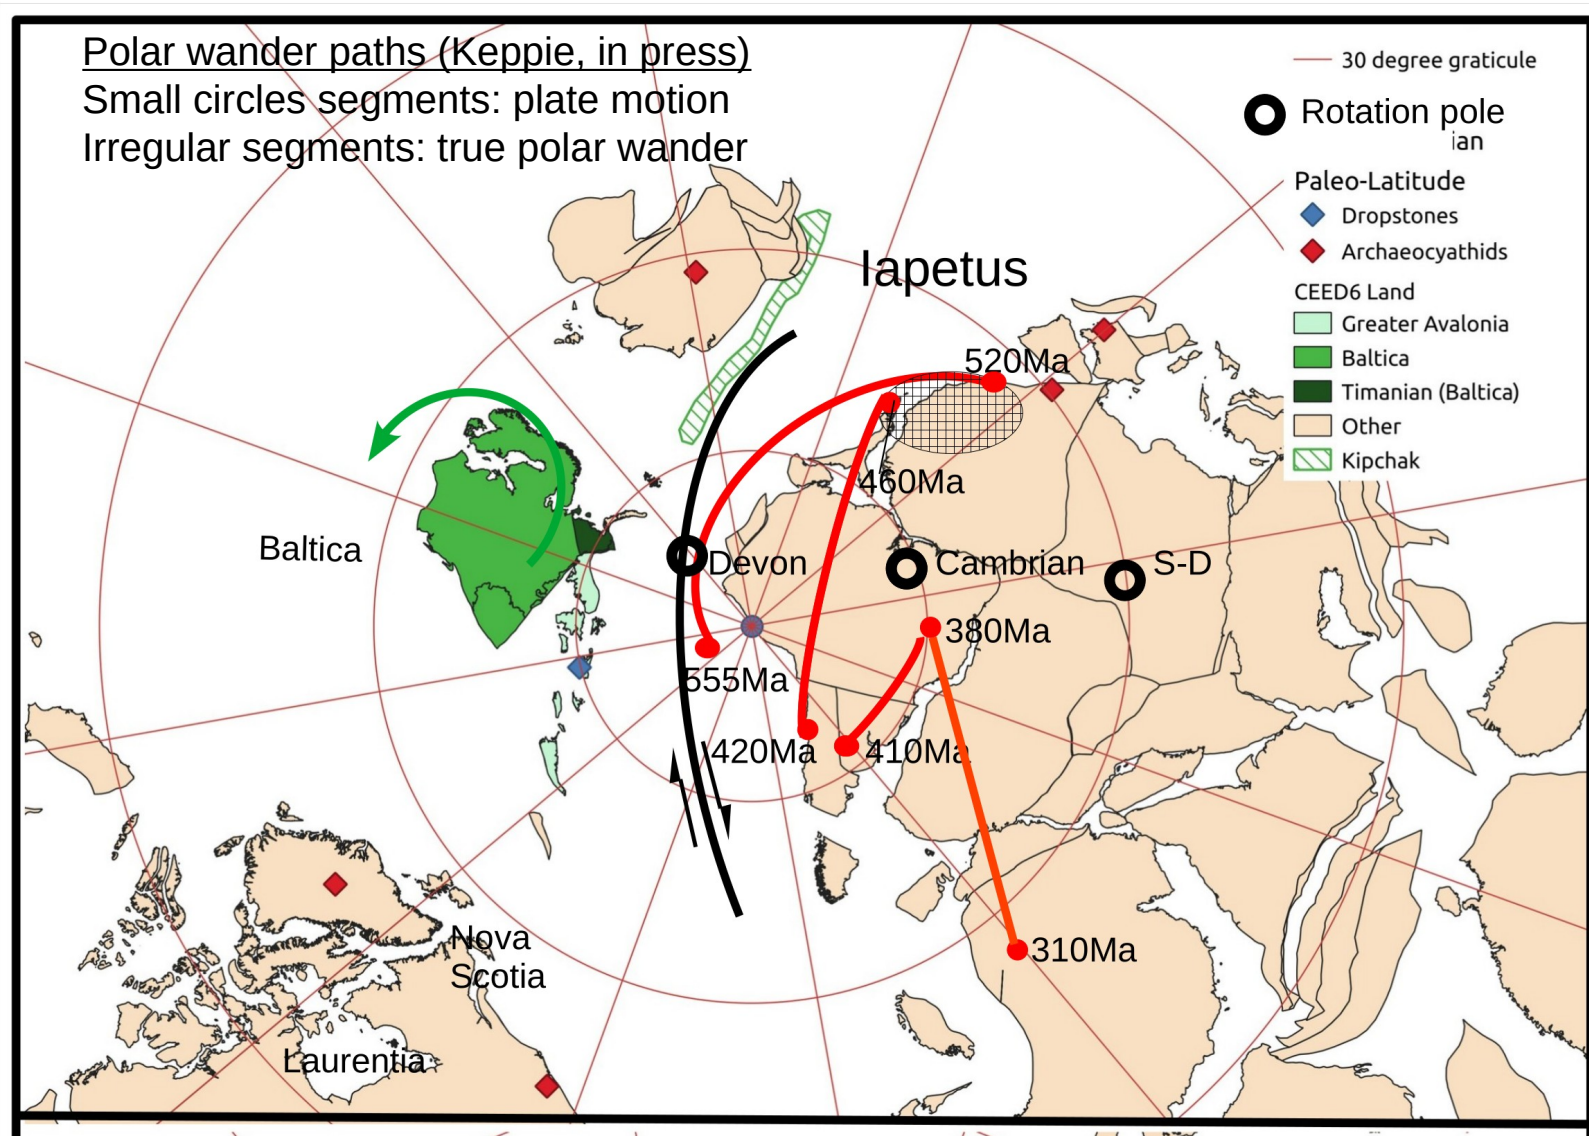 Polar wander paths (Keppie, in press)
Small circles segments: plate motion
Irregular segments: true polar wander
30 degree graticule
Rotation pole
ian
Paleo-Latitude
Dropstones
Archaeocyathids
CEED6 Land
Greater Avalonia
Baltica
Timanian (Baltica)
Other
Kipchak
Iapetus
520Ma
460Ma
Baltica
Devon
Cambrian
S-D
380Ma
555Ma
420Ma
410Ma
Nova
Scotia
310Ma
Laurentia